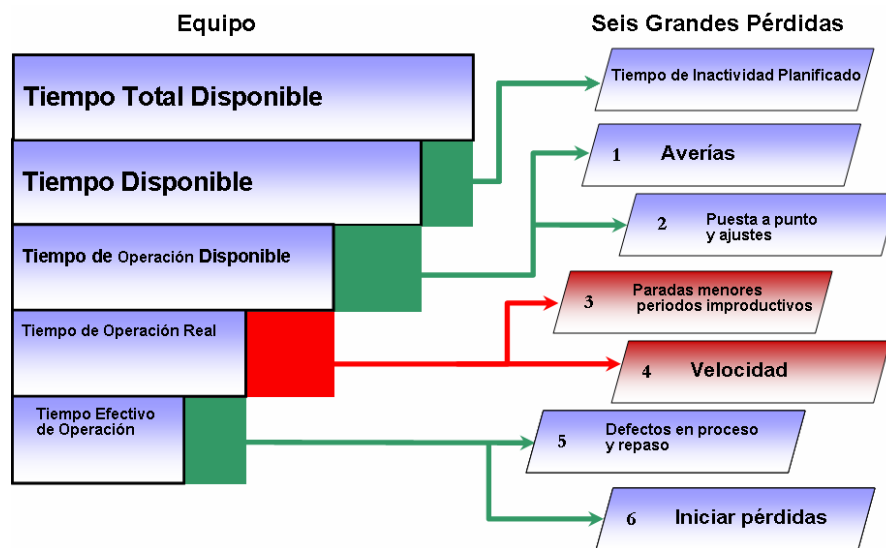 Equipo
Seis Grandes Pérdidas
Tiempo Total Disponible
Tiempo de Inactividad Planificado
Tiempo Disponible
1 Averías
2 Puesta a punto
y ajustes
Tiempo de Operación Disponible
3 Paradas menores
periodos improductivos
Tiempo de Operación Real
4 Velocidad
Tiempo Efectivo
de Operación
5 Defectos en proceso
y repaso
6 Iniciar pérdidas